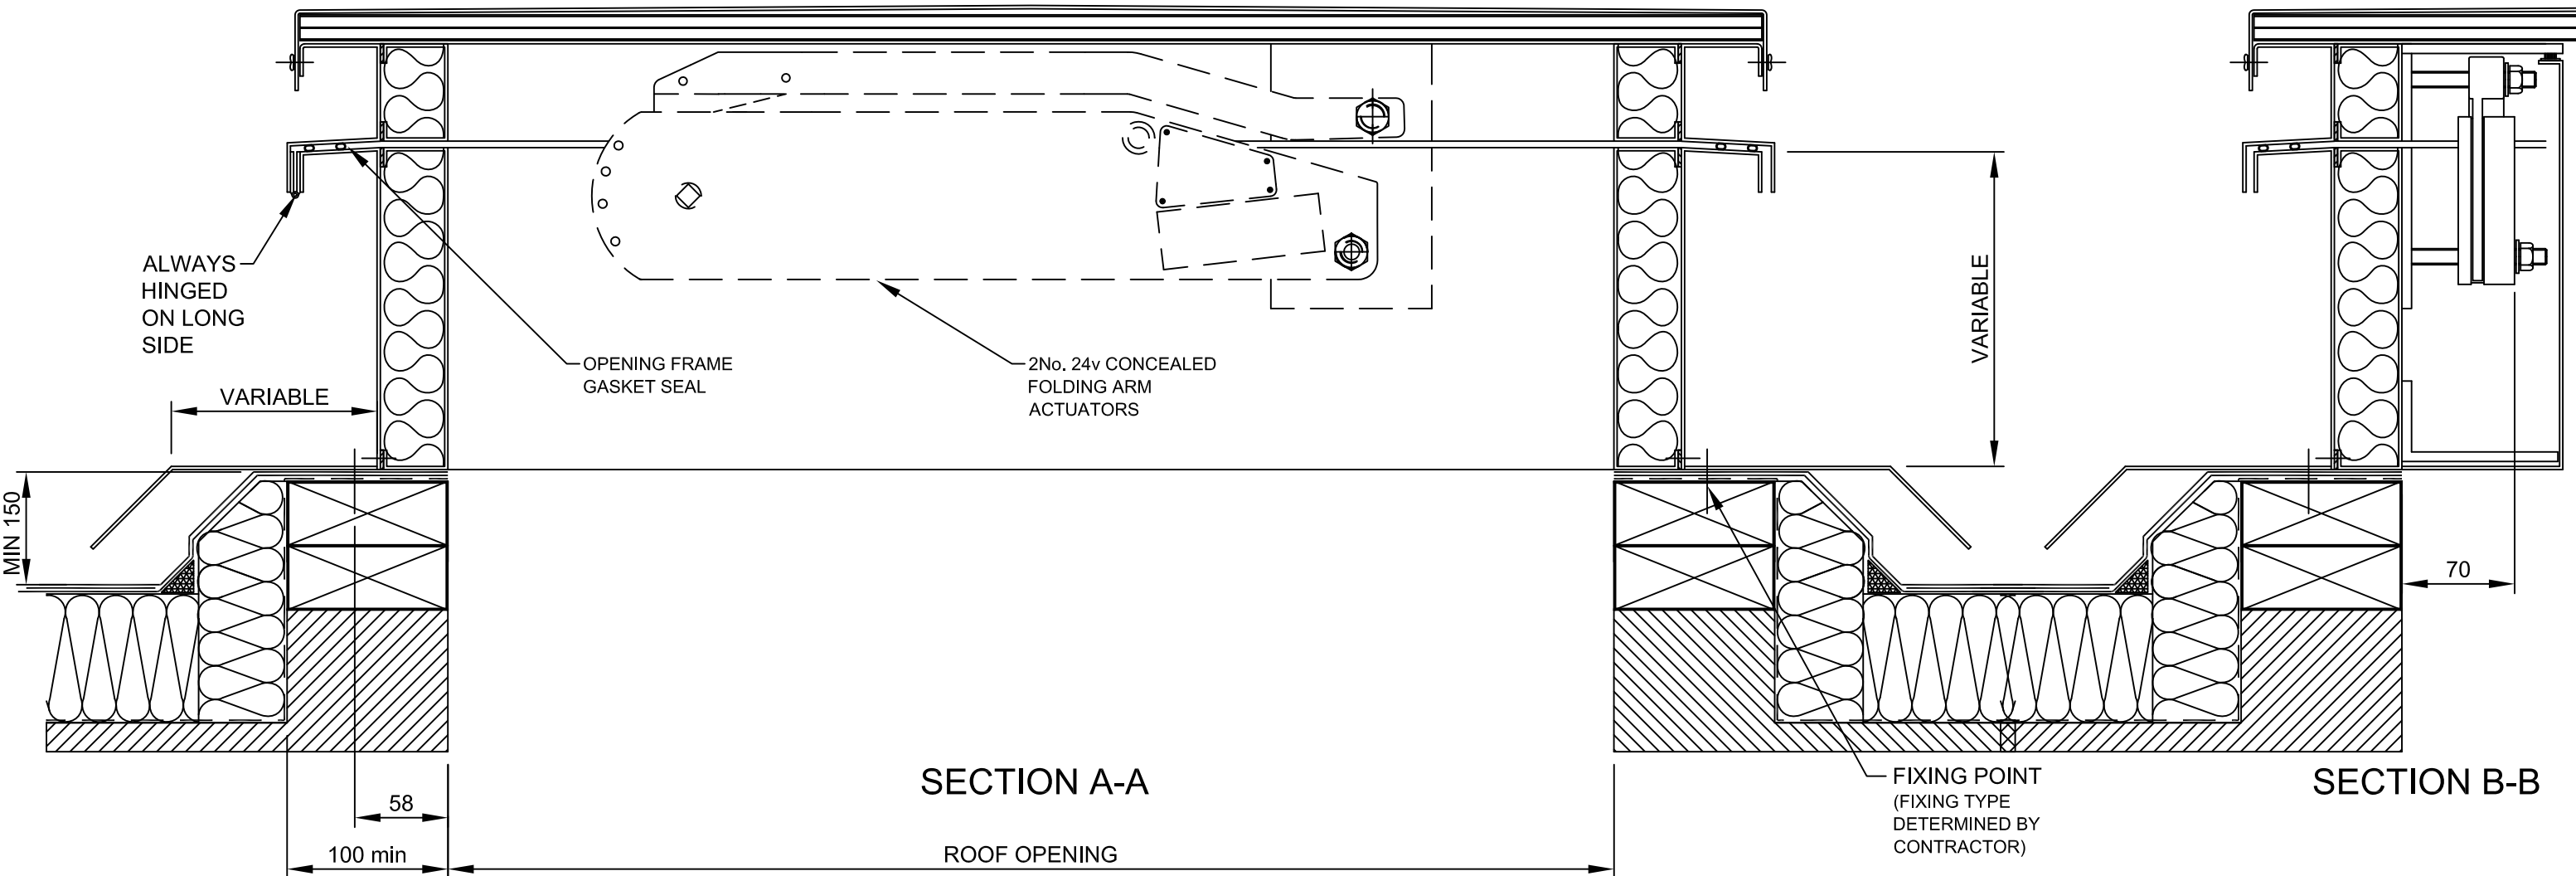 ALWAYS
HINGED
ON LONG
SIDE
VARIABLE
MIN 150
OPENING FRAME
GASKET SEAL
2No. 24v CONCEALED
FOLDING ARM
ACTUATORS
VARIABLE
70
SECTION A-A
58
100 min
ROOF OPENING
FIXING POINT
(FIXING TYPE
DETERMINED BY
CONTRACTOR)
SECTION B-B